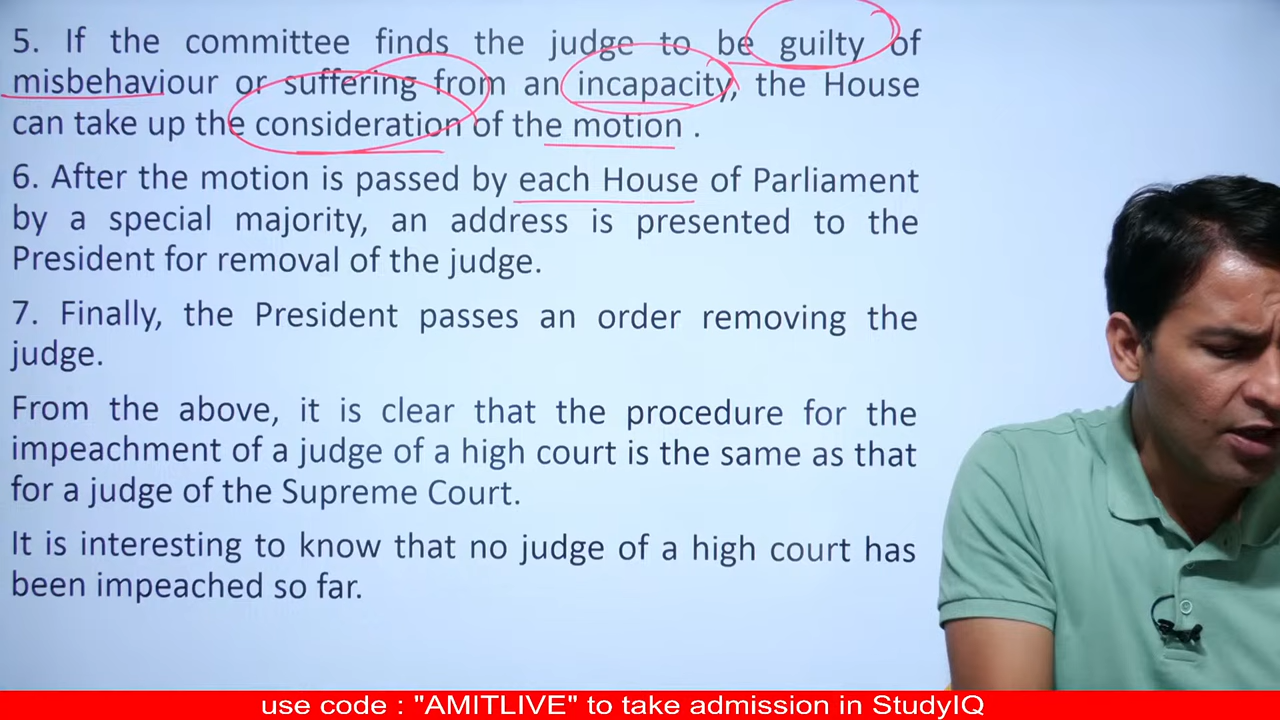 5. If the committee finds the judge to be guilty of
misbehaviour or suffering from an incapacity, the House
can take up the consideration of the motion .
6. After the motion is passed by each House of Parliament
by a special majority, an address is presented to the
President for removal of the judge.
7. Finally, the President passes an order removing the
judge.
From the above, it is clear that the procedure for the
impeachment of a judge of a high court is the same as that
for a judge of the Supreme Court.
It is interesting to know that no judge of a high court has
been impeached so far.
use code : "AMITLIVE" to take admission in StudyIQ